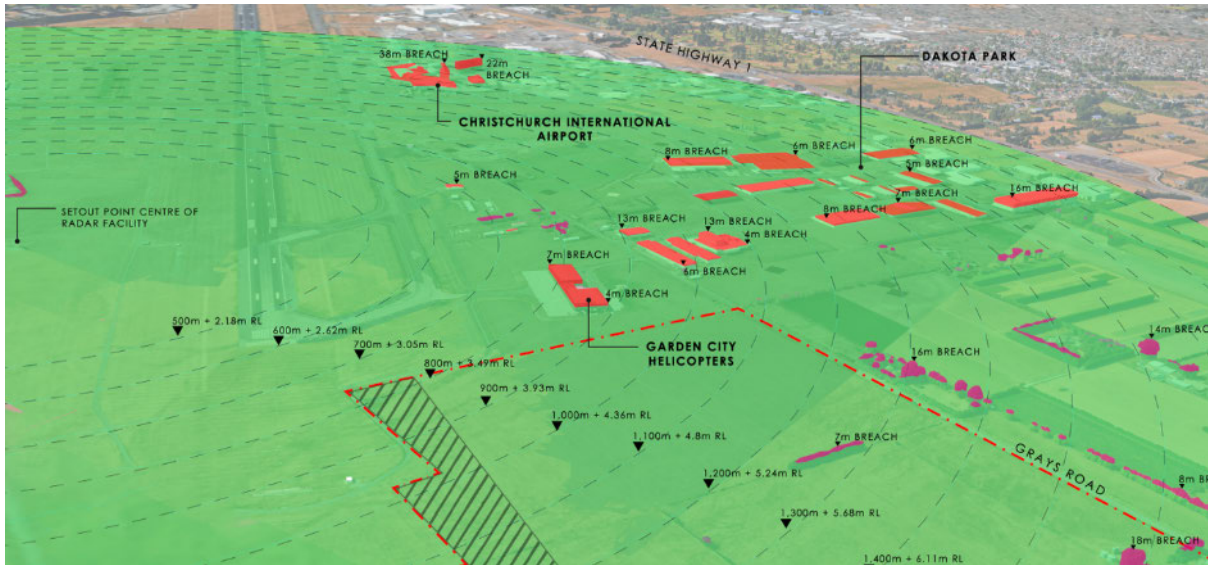 STATE HIGHWAY 1
38m BREACH
22m
BREACH
DAKOTA PARK
CHRISTCHURCH INTERNATIONAL
AIRPORT
8m BREACH
6m BREACH
6m BREACH
5m BREACH
5m BREACH
7m BREACH
16m BREACH
8m BREACH
SETOUT POINT CENTRE OF
RADAR FACILITY
13m BREACH
13m BREACH
4m BREACH
7m BREACH
6m BREACH
4m BREACH
500m + 2.18m RL
600m + 2.62m RL
700m + 3.05m RL
GARDEN CITY
HELICOPTERS
14m BREACH
16m BREACH
800m + 3.49m RL
900m + 3.93m RL
1,000m + 4.36m RL
1,100m + 4.8m RL
7m BREACH
GRAYS ROAD
1,200m + 5.24m RL
8m BR
1,300m + 5.68m RL
18m BREACH
1,400m + 6.11m RL